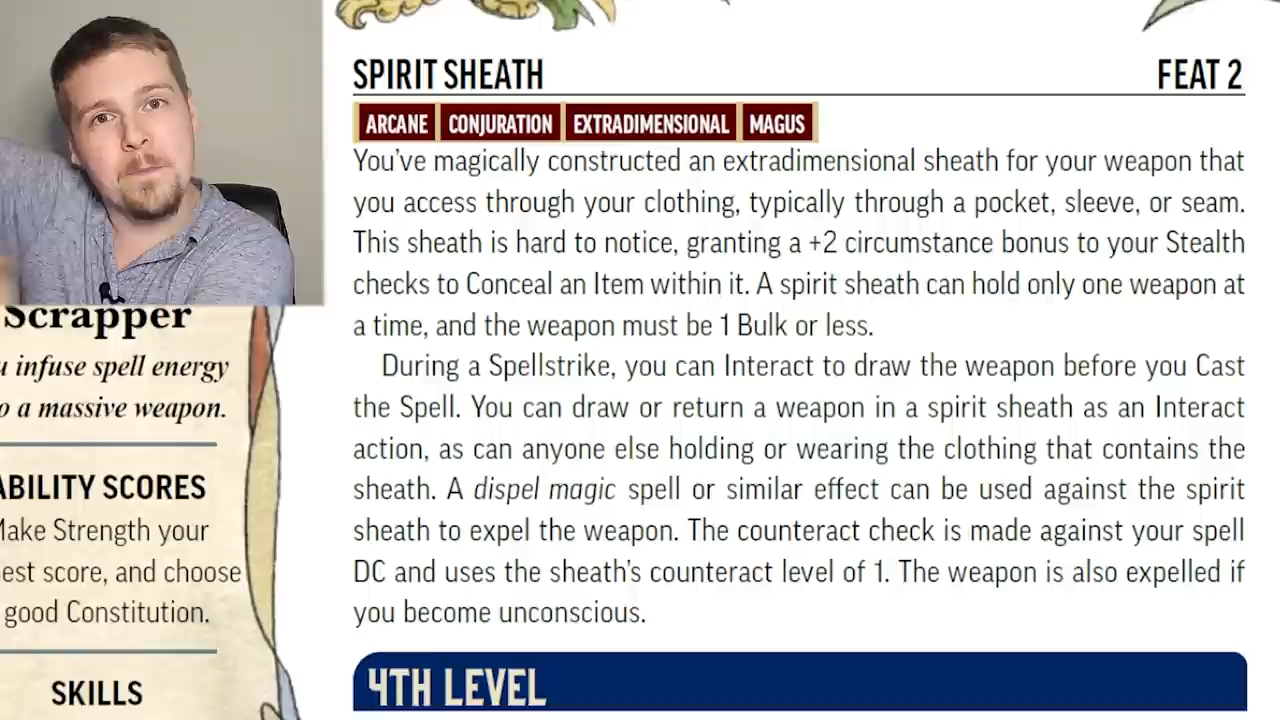 SPIRIT SHEATH FEAT 2
ARCANE CONJURATION EXTRADIMENSIONAL MAGUS
You've magically constructed an extradimensional sheath for your weapon that
you access through your clothing, typically through a pocket, sleeve, or seam.
This sheath is hard to notice, granting a +2 circumstance bonus to your Stealth
checks to Conceal an Item within it. A spirit sheath can hold only one weapon at
a time, and the weapon must be 1 Bulk or less.
During a Spellstrike, you can Interact to draw the weapon before you Cast
the Spell. You can draw or return a weapon in a spirit sheath as an Interact
action, as can anyone else holding or wearing the clothing that contains the
sheath. A dispel magic spell or similar effect can be used against the spirit
sheath to expel the weapon. The counteract check is made against your spell
DC and uses the sheath's counteract level of 1. The weapon is also expelled if
you become unconscious.
4TH LEVEL
Scrapper
infuse spell energy
a massive weapon.
ABILITY SCORES
Make Strength your
score, and choose
good Constitution.
SKILLS